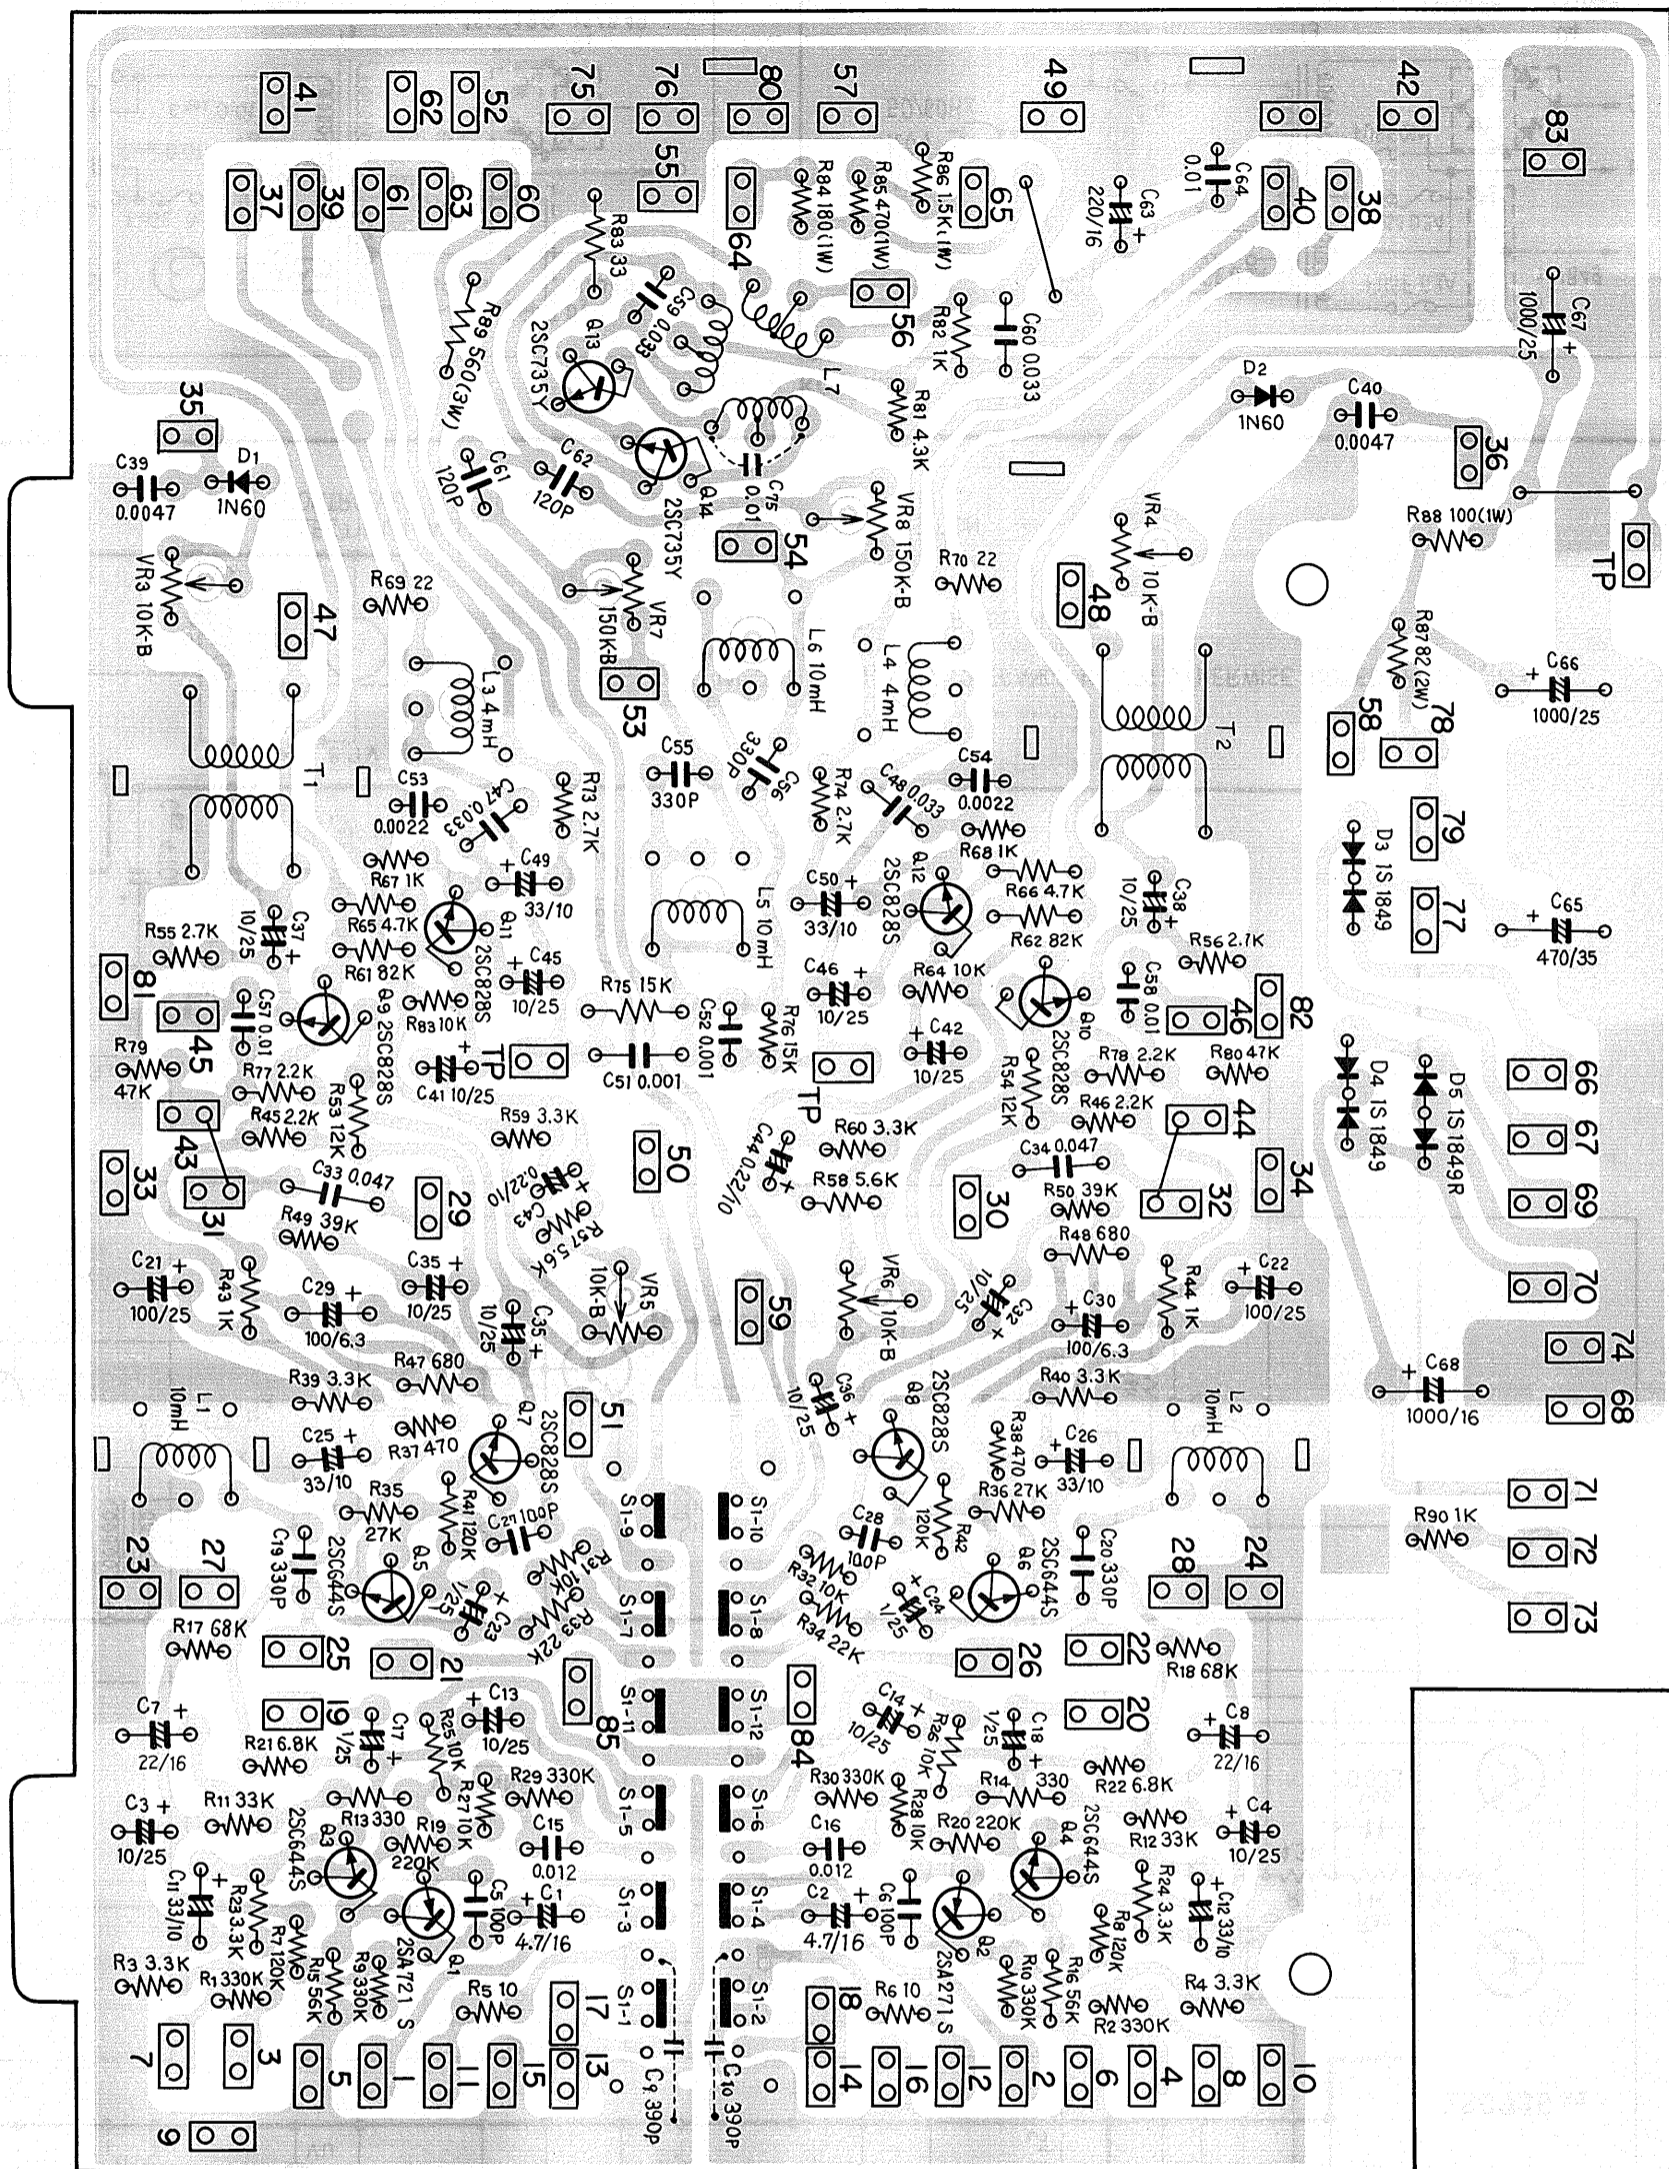 41
62
52
75
76
80
57
49
42
83
37
39
61
63
60
55
64
R84 180(1W)
R85 470(1W)
R86 1.5K(1W)
65
C63
220/16
+
C64
0.01
40
38
R83 33
C59 0.033
R89 560(3W)
Q13
2SC735Y
L7
56
R82 1K
C60 0.033
C67
1000/25
+
D2
1N60
C40
0.0047
35
C39
0.0047
D1
1N60
C61
120P
C62
120P
Q14
2SC735Y
C75
0.01
R81 4.3K
36
VR8 150K-B
VR4
10K-B
R88 100(1W)
TP
54
VR3 10K-B
R69 22
VR7
150K-B
R70 22
48
47
L3 4mH
53
L6 10mH
L4 4mH
R87 82(2W)
+
C66
1000/25
58
78
T1
T2
C53
0.0022
C47 0.033
R73 2.7K
C55
330P
330P
C56
R74 2.7K
C48 0.033
C54
0.0022
79
D3 1S1849
R67 1K
+
C49
33/10
R68 1K
Q12
2SC828S
R66 4.7K
C50
+
33/10
C38
10/25
+
77
+
C65
470/35
R55 2.7K
C37
10/25
+
R65 4.7K
Q11
2SC828S
L5 10mH
R62 82K
R56 2.7K
R61 82K
+
C45
10/25
R75 15K
C46
+
10/25
R64 10K
81
C57 0.01
Q9 2SC828S
R83 10K
C52 0.001
R76 15K
Q10
2SC828S
C58 0.01
46
82
45
R79
47K
R77 2.2K
C41 10/25
+
TP
C51 0.001
TP
+
C42
10/25
R54 12K
R78 2.2K
R80 47K
D4 1S1849
D5 1S1849R
66
43
R45 2.2K
R53 12K
R59 3.3K
50
C44 0.22/10
+
R60 3.3K
R46 2.2K
44
67
33
31
C33 0.047
29
0.22/10
C43
+
R58 5.6K
30
C34 0.047
R50 39K
32
34
69
R49 39K
R57 5.6K
R48 680
C21
+
100/25
R43 1K
C29
+
100/6.3
C35
+
10/25
10/25
C35
+
VR5
10K-B
59
VR6
10K-B
C32
10/25
+
+
C30
100/6.3
R44 1K
+
C22
100/25
70
74
R47 680
R39 3.3K
C36
10/25
+
R40 3.3K
+
C68
1000/16
68
L1
10mH
R37 470
Q7
2SC828S
51
Q8
2SC828S
R38 470
L2
10mH
C25
+
33/10
+
C26
33/10
R35
27K
R41 120K
C27 100P
S1-9
S1-10
C28
100P
R42
120K
R36 27K
R90 1K
71
23
27
C19 330P
2SC644S
Q5
1/25
C23
+
R31 10K
R33 22K
S1-7
S1-8
R32 10K
R34 22K
C24
1/25
+
Q6
2SC644S
C20 330P
28
24
72
73
R17 68K
25
21
26
22
R18 68K
85
S1-11
S1-12
84
C7
+
22/16
19
C17
1/25
+
R25 10K
+
C13
10/25
C14
10/25
+
R26 10K
C18
1/25
+
20
+
C8
22/16
R21 6.8K
R22 6.8K
C3
+
10/25
R11 33K
R13 330
R19
220K
R27 10K
R29 330K
S1-5
S1-6
R30 330K
R28 10K
R14
330
R20 220K
R12 33K
+
C4
10/25
2SC644S
Q3
C15
0.012
C16
0.012
Q4
2SC644S
C11 33/10
+
R23 3.3K
R7 120K
C5 100P
+
C1
4.7/16
S1-3
S1-4
C2
+
4.7/16
C6 100P
R24 3.3K
R8 120K
+
C12 33/10
R3 3.3K
R1 330K
R15 56K
R9 330K
Q1
2SA721 S
R5 10
17
S1-1
S1-2
18
R6 10
Q2
2SA271 S
R10 330K
R16 56K
R2 330K
R4 3.3K
7
3
5
1
11
15
13
C9 390P
C10 390P
14
16
12
2
6
4
8
10
9